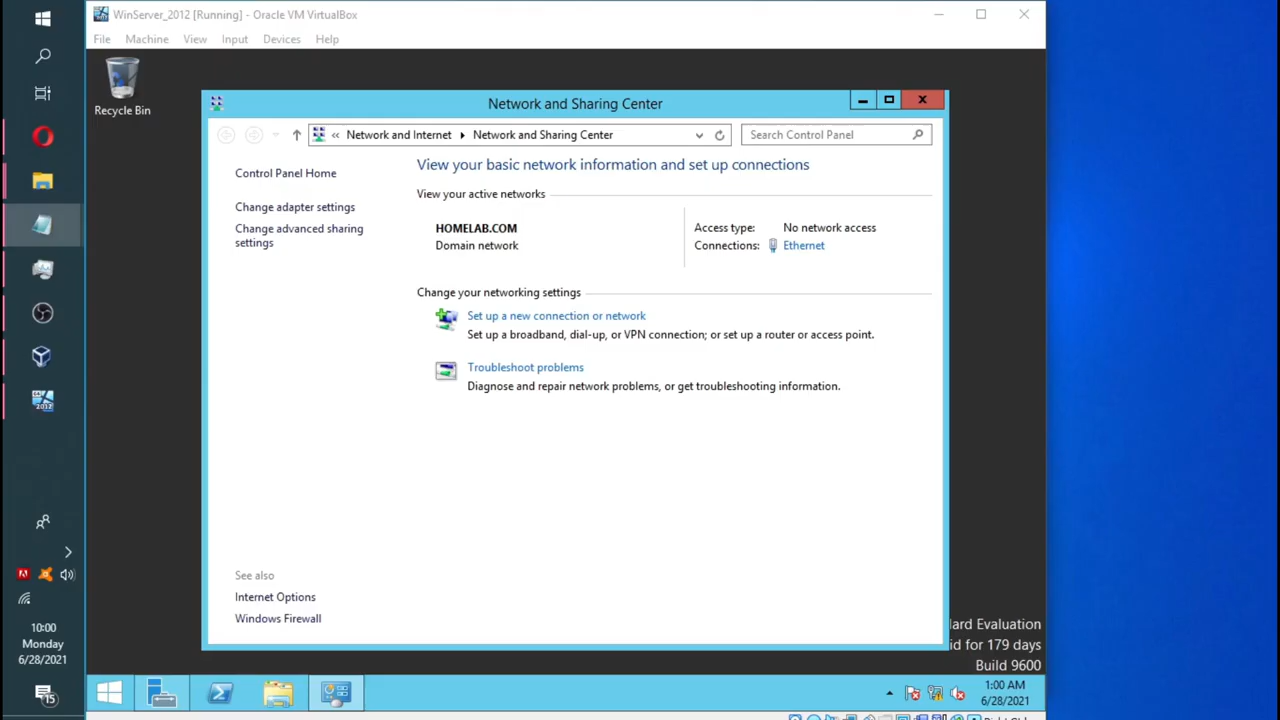 WinServer_2012 [Running] - Oracle VM VirtualBox
File Machine View Input Devices Help
Recycle Bin
Network and Sharing Center
« Network and Internet Network and Sharing Center
Search Control Panel
Control Panel Home
Change adapter settings
Change advanced sharing
settings
View your basic network information and set up connections
View your active networks
HOMELAB.COM
Domain network
Access type: No network access
Connections: Ethernet
Change your networking settings
Set up a new connection or network
Set up a broadband, dial-up, or VPN connection; or set up a router or access point.
Troubleshoot problems
Diagnose and repair network problems, or get troubleshooting information.
See also
Internet Options
Windows Firewall
lard Evaluation
id for 179 days
Build 9600
1:00 AM
6/28/2021
2012
10:00
Monday
6/28/2021
15